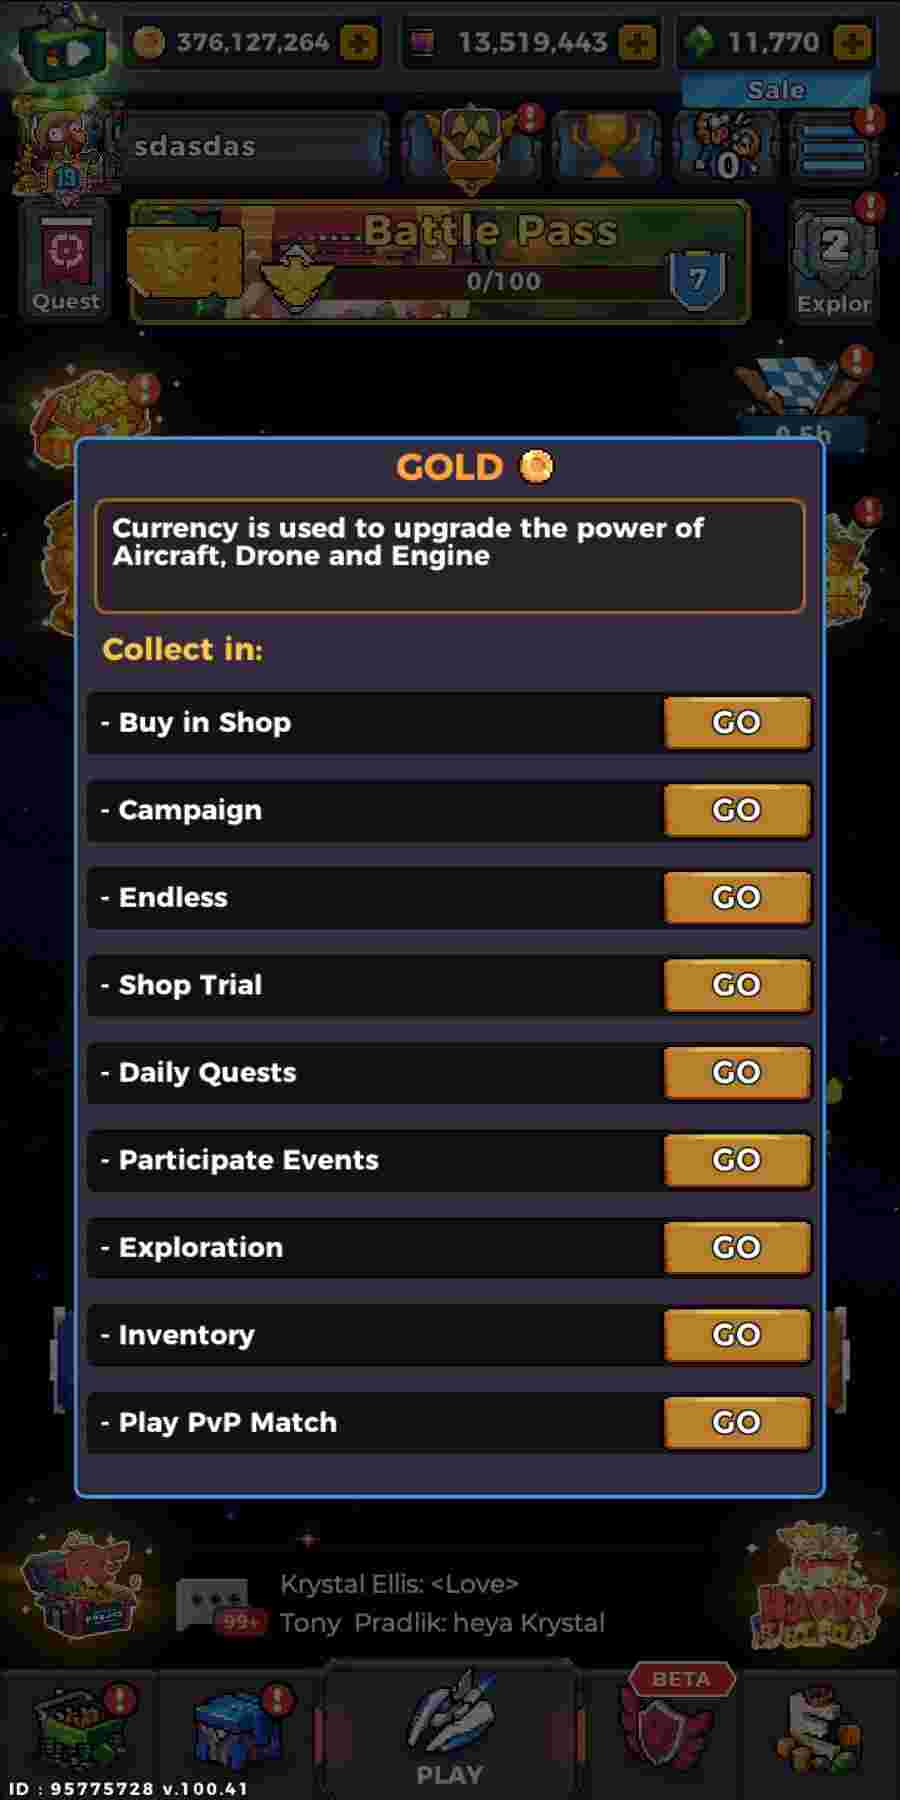 376,127,264
13,519,443
11,770
Sale
sdasdas
0
19
Battle Pass
0/100
7
Quest
2
Explor
GOLD
Currency is used to upgrade the power of
Aircraft, Drone and Engine
Collect in:
- Buy in Shop GO
- Campaign GO
- Endless GO
- Shop Trial GO
- Daily Quests GO
- Participate Events GO
- Exploration GO
- Inventory GO
- Play PvP Match GO
Krystal Ellis: <Love>
99+
Tony Pradlik: heya Krystal
HAPPY
BETA
PLAY
ID : 95775728 v.100.41